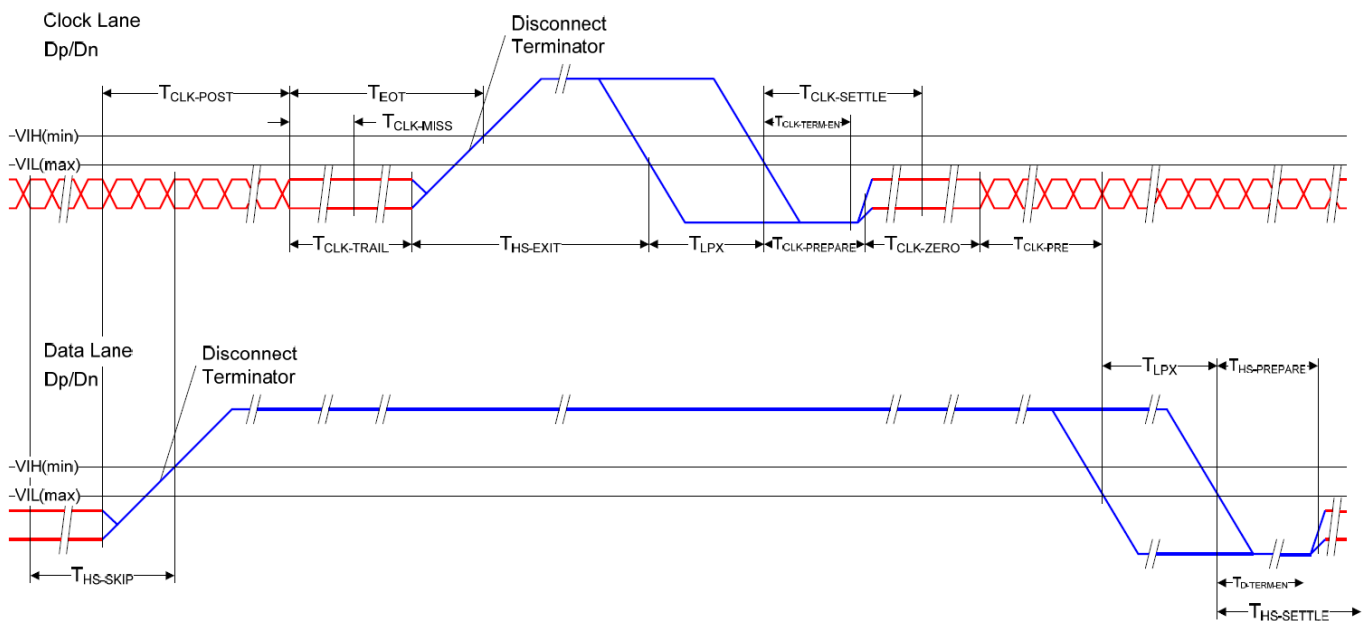 Clock Lane
Dp/Dn
Disconnect
Terminator
TCLK-POST
TEOT
TCLK-SETTLE
TCLK-MISS
TCLK-TERM-EN
VIH(min)
VIL(max)
TCLK-TRAIL
THS-EXIT
TLPX
TCLK-PREPARE
TCLK-ZERO
TCLK-PRE
Data Lane
Dp/Dn
Disconnect
Terminator
TLPX
THS-PREPARE
VIH(min)
VIL(max)
THS-SKIP
TD-TERM-EN
THS-SETTLE